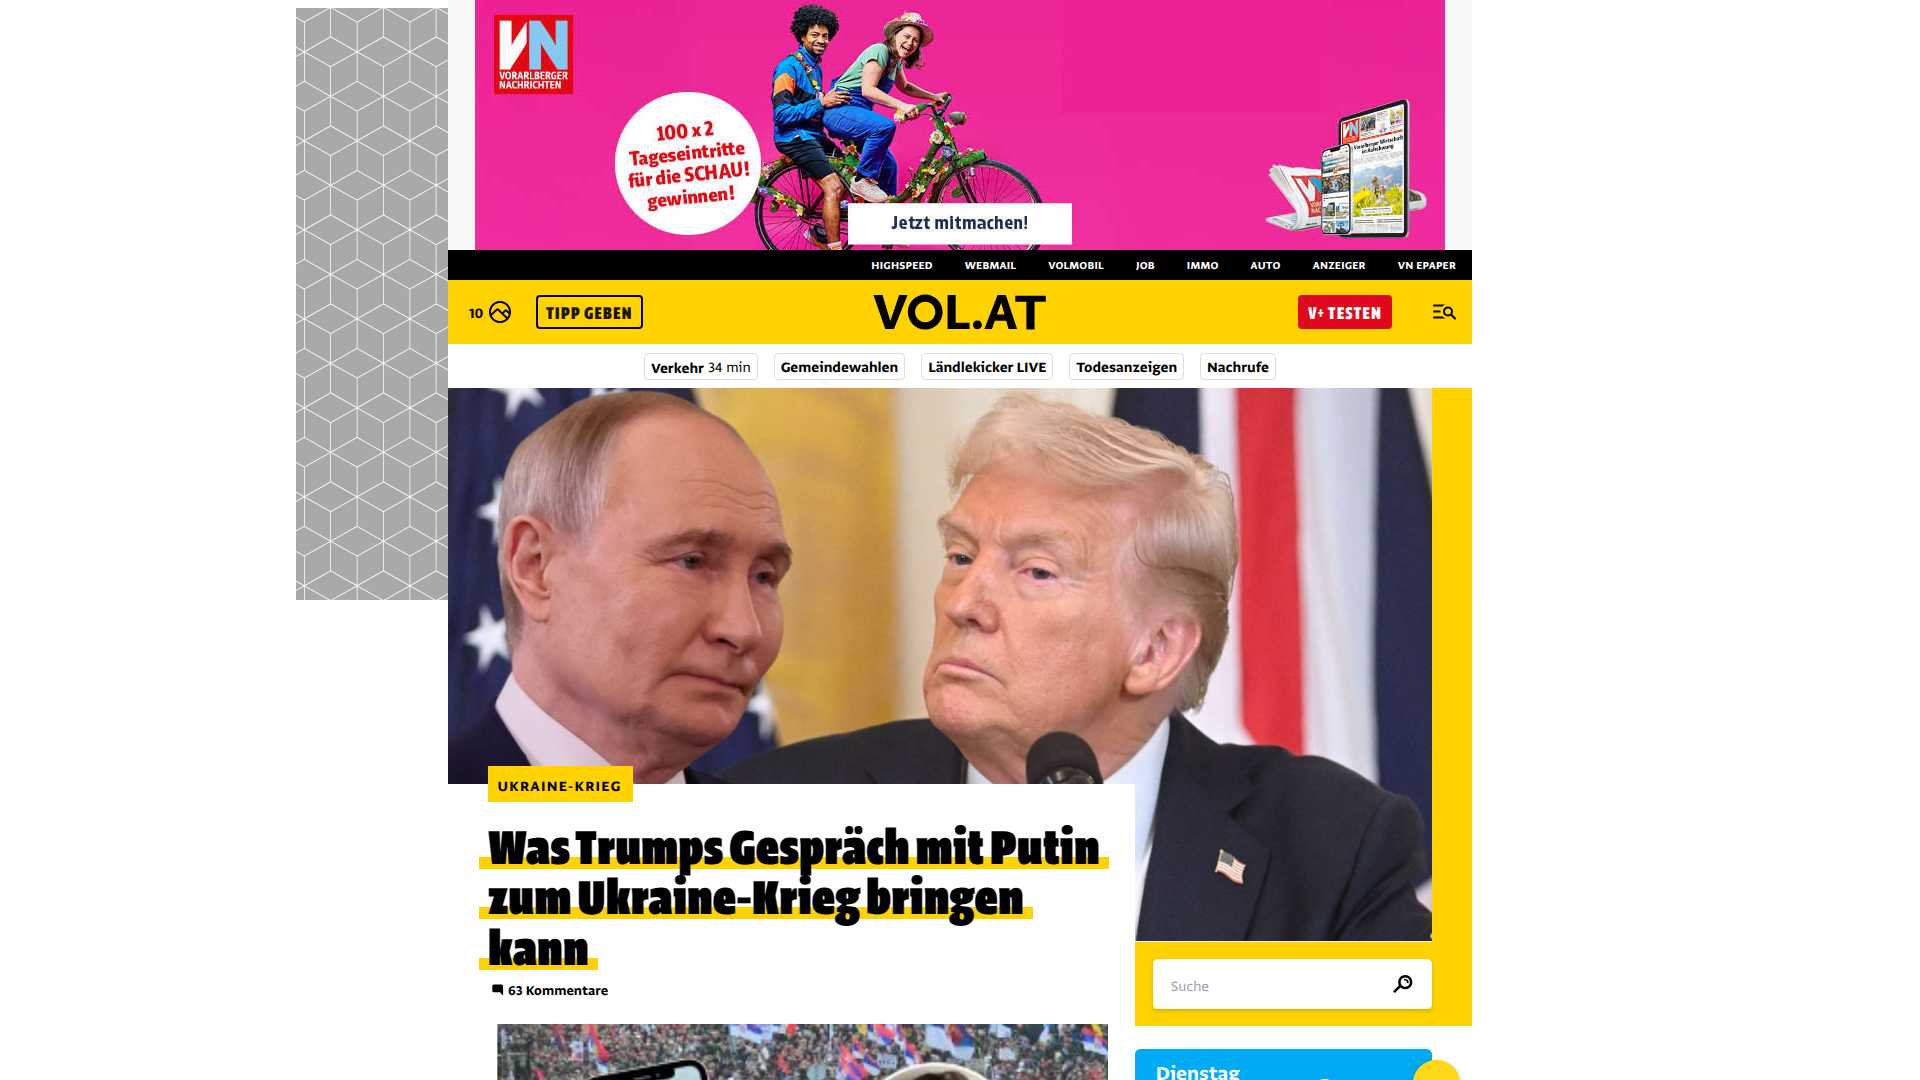 VN
VORARLBERGER
NACHRICHTEN
100 x 2
Tageseintritte
für die SCHAU!
gewinnen!
Jetzt mitmachen!
VN
HIGHSPEED WEBMAIL VOLMOBIL JOB IMMO AUTO ANZEIGER VN EPAPER
10 TIPP GEBEN VOL.AT V+ TESTEN
Verkehr 34 min Gemeindewahlen Ländlekicker LIVE Todesanzeigen Nachrufe
UKRAINE-KRIEG
Was Trumps Gespräch mit Putin
zum Ukraine-Krieg bringen
kann
63 Kommentare
Suche
Dienstag